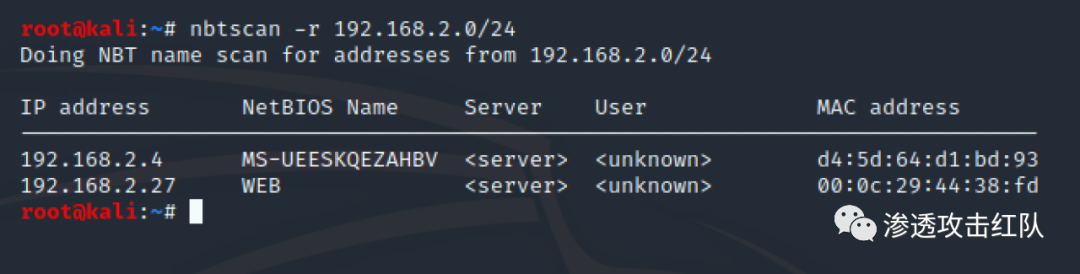 root@kali:~# nbtscan -r 192.168.2.0/24
Doing NBT name scan for addresses from 192.168.2.0/24
IP address NetBIOS Name Server User MAC address
192.168.2.4 MS-UEESKQEZAHBV <server> <unknown> d4:5d:64:d1:bd:93
192.168.2.27 WEB <server> <unknown> 00:0c:29:44:38:fd
root@kali:~#
渗透攻击红队